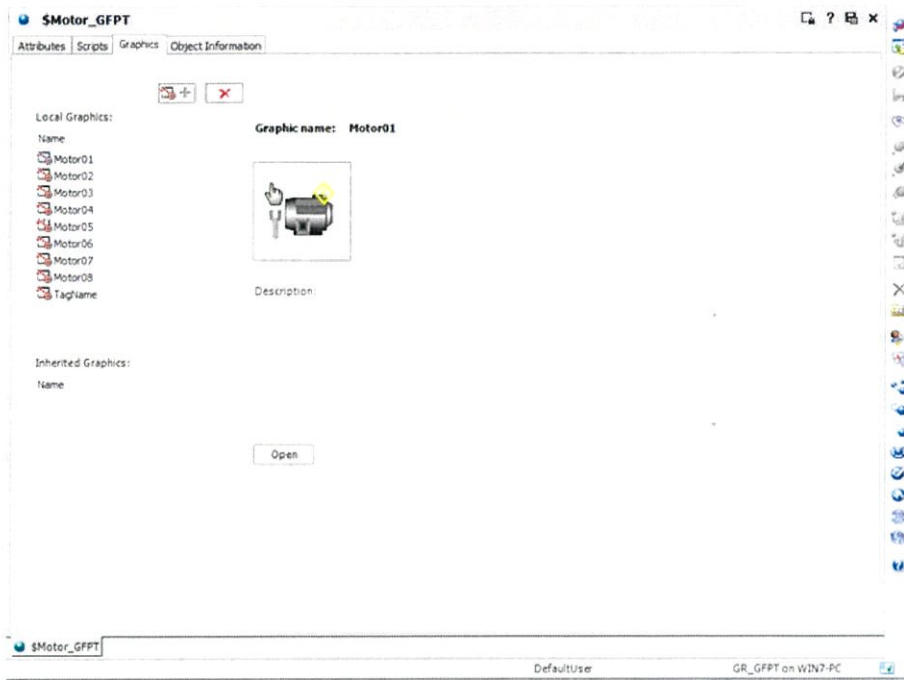 $Motor_GFPT
Attributes Scripts Graphics Object Information
Local Graphics:
Name
Motor01
Motor02
Motor03
Motor04
Motor05
Motor06
Motor07
Motor08
TagName
Graphic name: Motor01
Description:
Inherited Graphics:
Name
Open
$Motor_GFPT
DefaultUser GR_GFPT on WIN7-PC